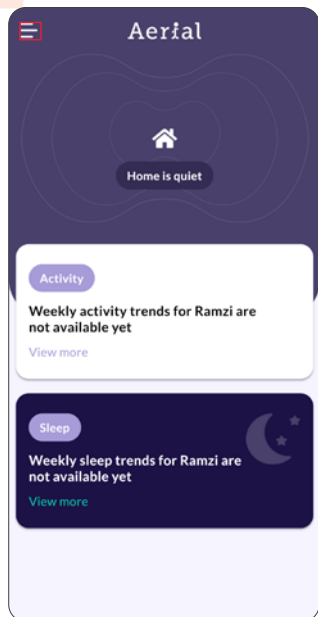 Aerial
Home is quiet
Activity
Weekly activity trends for Ramzi are
not available yet
View more
Sleep
Weekly sleep trends for Ramzi are
not available yet
View more